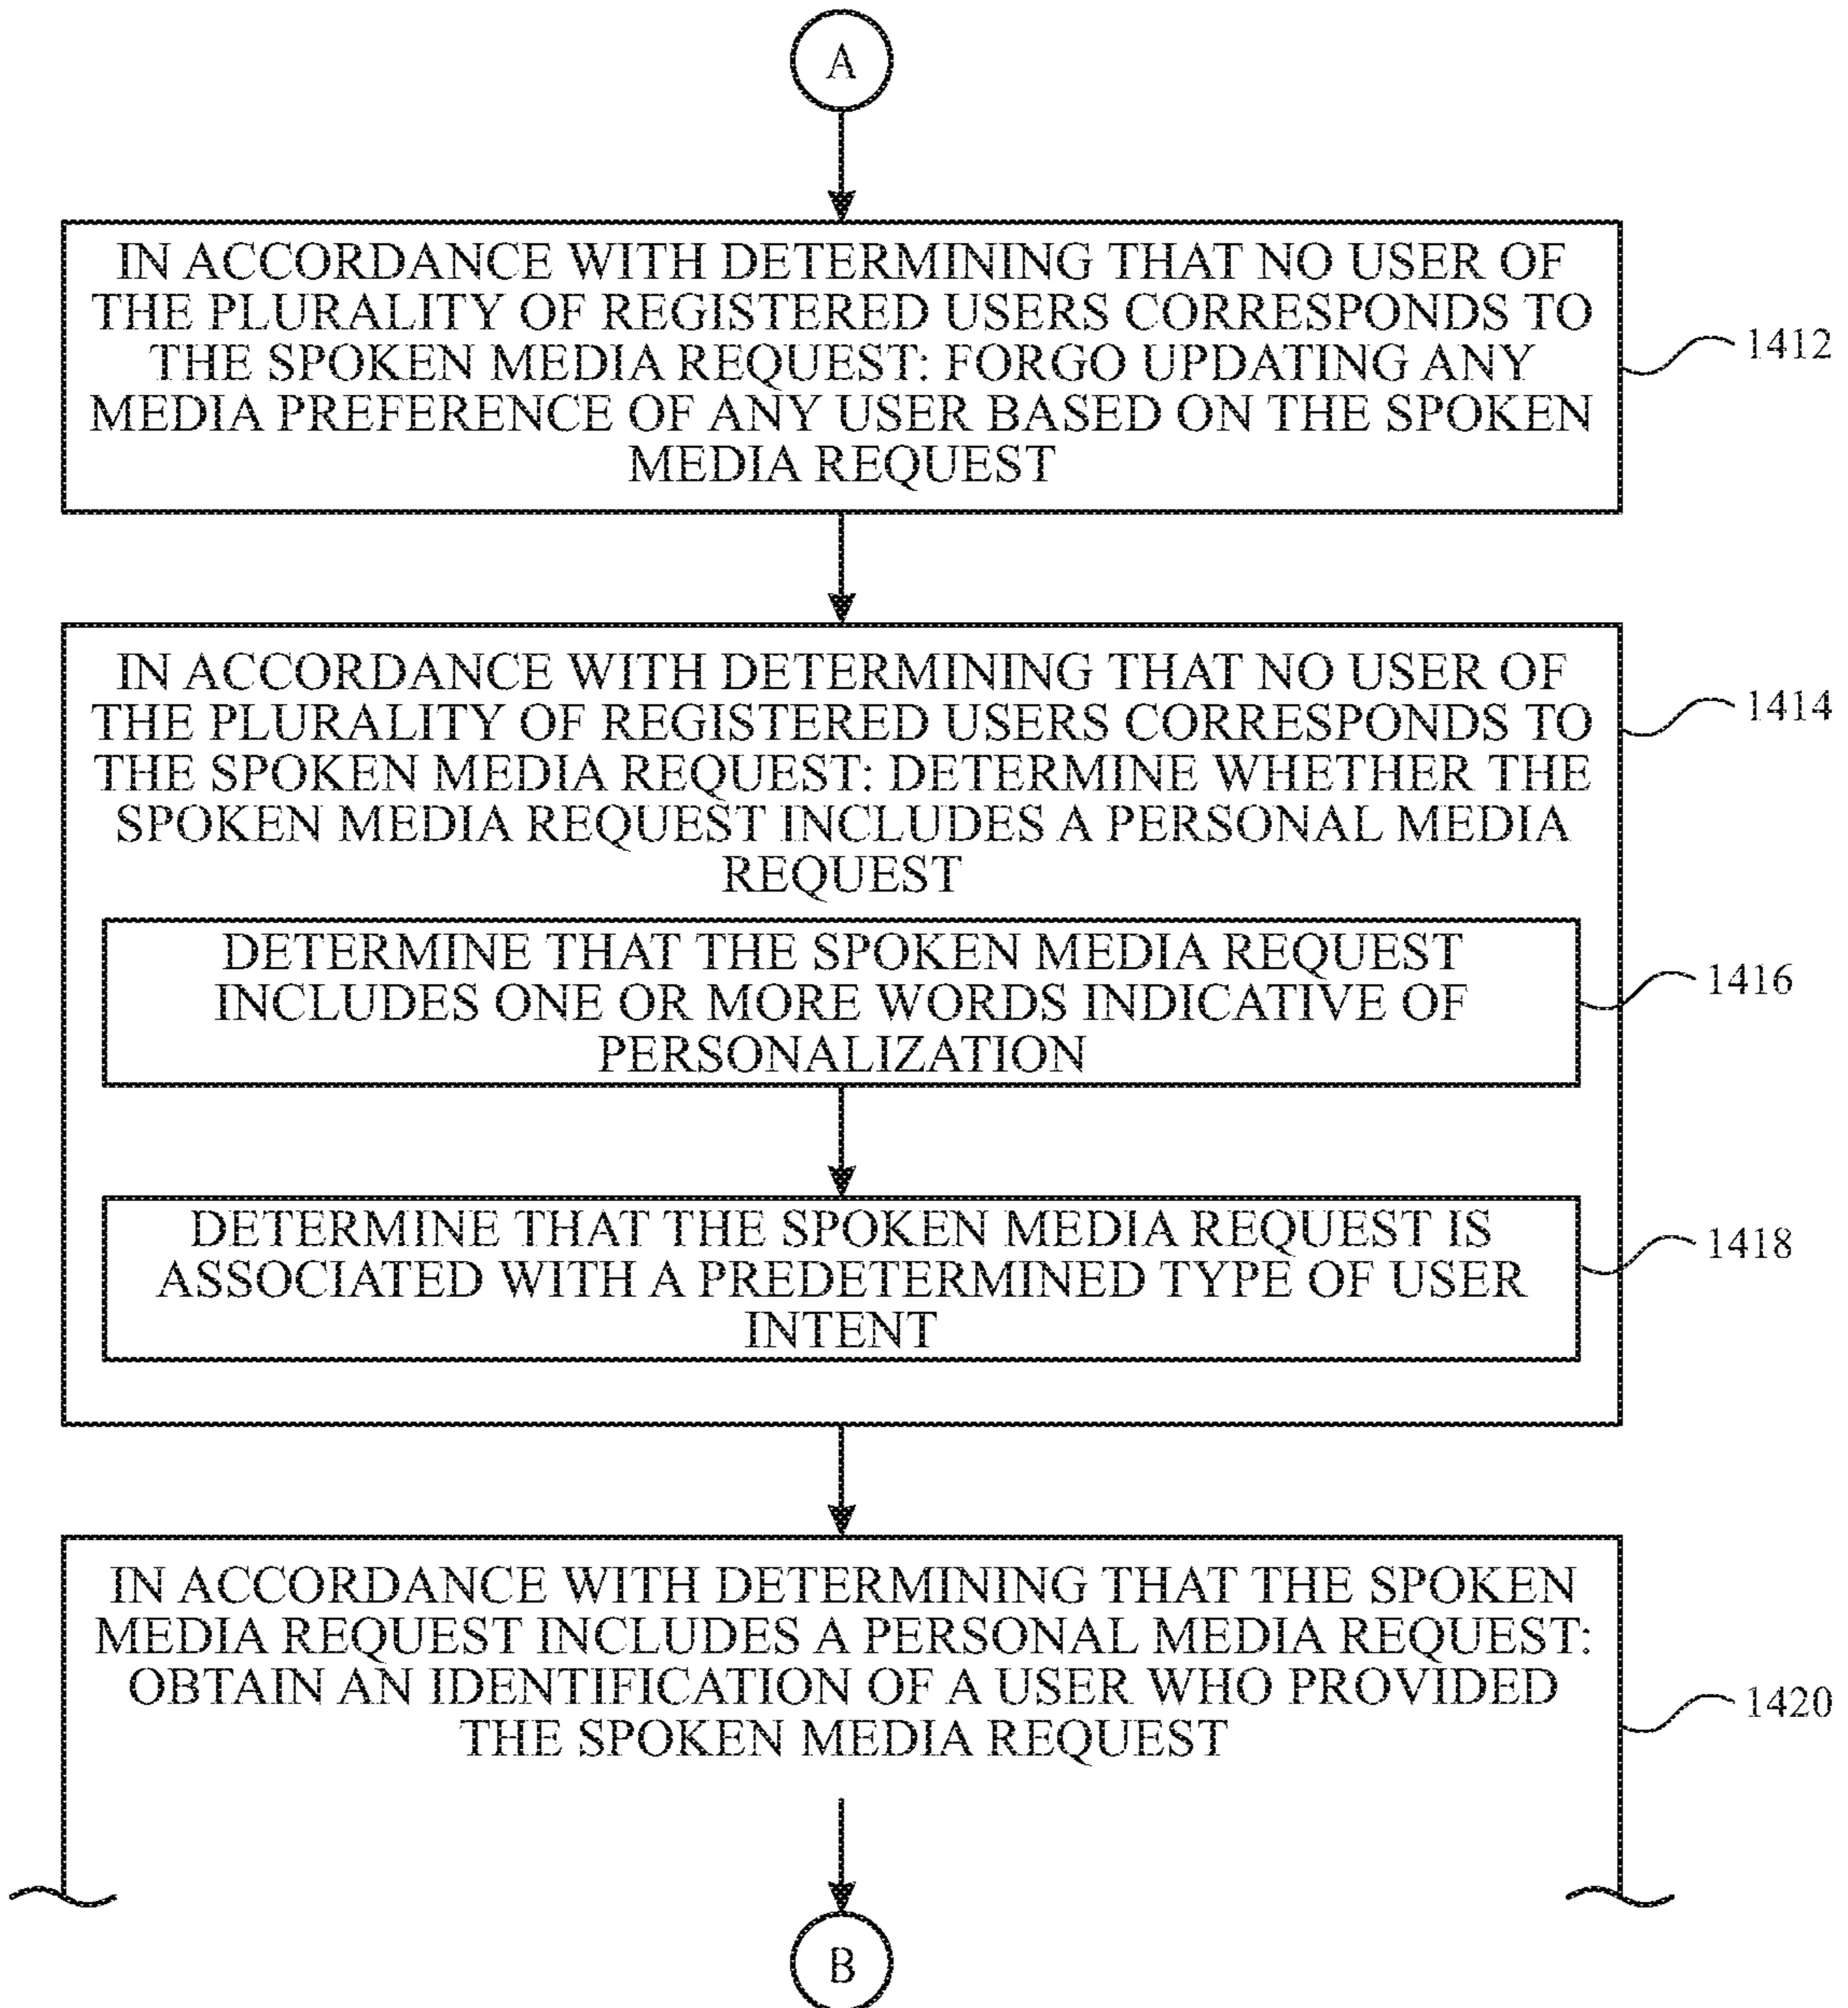 A
IN ACCORDANCE WITH DETERMINING THAT NO USER OF
THE PLURALITY OF REGISTERED USERS CORRESPONDS TO
THE SPOKEN MEDIA REQUEST: FORGO UPDATING ANY
MEDIA PREFERENCE OF ANY USER BASED ON THE SPOKEN
MEDIA REQUEST
1412
IN ACCORDANCE WITH DETERMINING THAT NO USER OF
THE PLURALITY OF REGISTERED USERS CORRESPONDS TO
THE SPOKEN MEDIA REQUEST: DETERMINE WHETHER THE
SPOKEN MEDIA REQUEST INCLUDES A PERSONAL MEDIA
REQUEST
1414
DETERMINE THAT THE SPOKEN MEDIA REQUEST
INCLUDES ONE OR MORE WORDS INDICATIVE OF
PERSONALIZATION
1416
DETERMINE THAT THE SPOKEN MEDIA REQUEST IS
ASSOCIATED WITH A PREDETERMINED TYPE OF USER
INTENT
1418
IN ACCORDANCE WITH DETERMINING THAT THE SPOKEN
MEDIA REQUEST INCLUDES A PERSONAL MEDIA REQUEST:
OBTAIN AN IDENTIFICATION OF A USER WHO PROVIDED
THE SPOKEN MEDIA REQUEST
1420
B